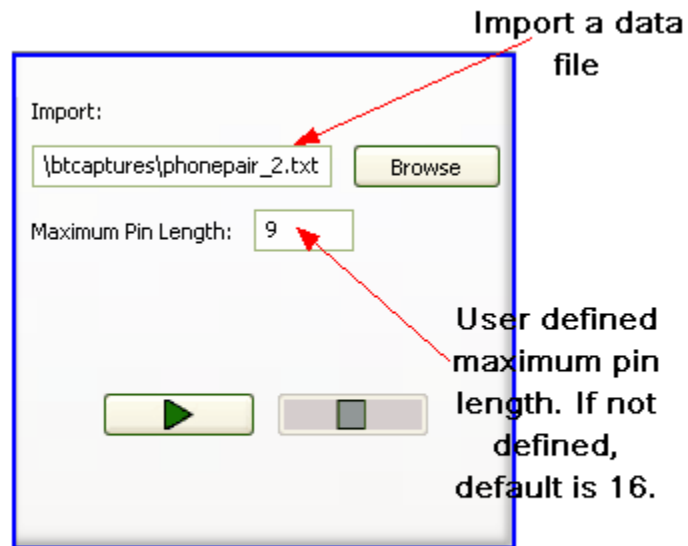 Import a data
file
Import:
\btcaptures\phonepair_2.txt
Browse
Maximum Pin Length:
9
User defined
maximum pin
length. If not
defined,
default is 16.